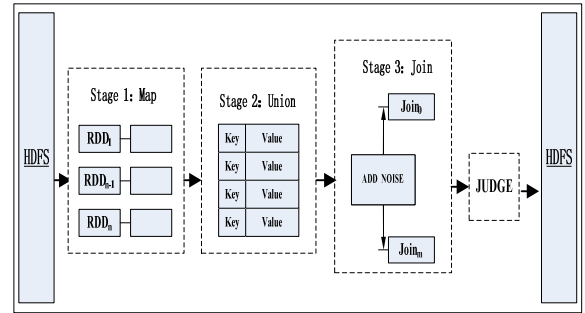 HDFS
Stage 1: Map
RDD1
RDDn-1
RDDn
Stage 2: Union
Key Value
Key Value
Key Value
Key Value
Stage 3: Join
Join0
ADD NOISE
Joinm
JUDGE
HDFS